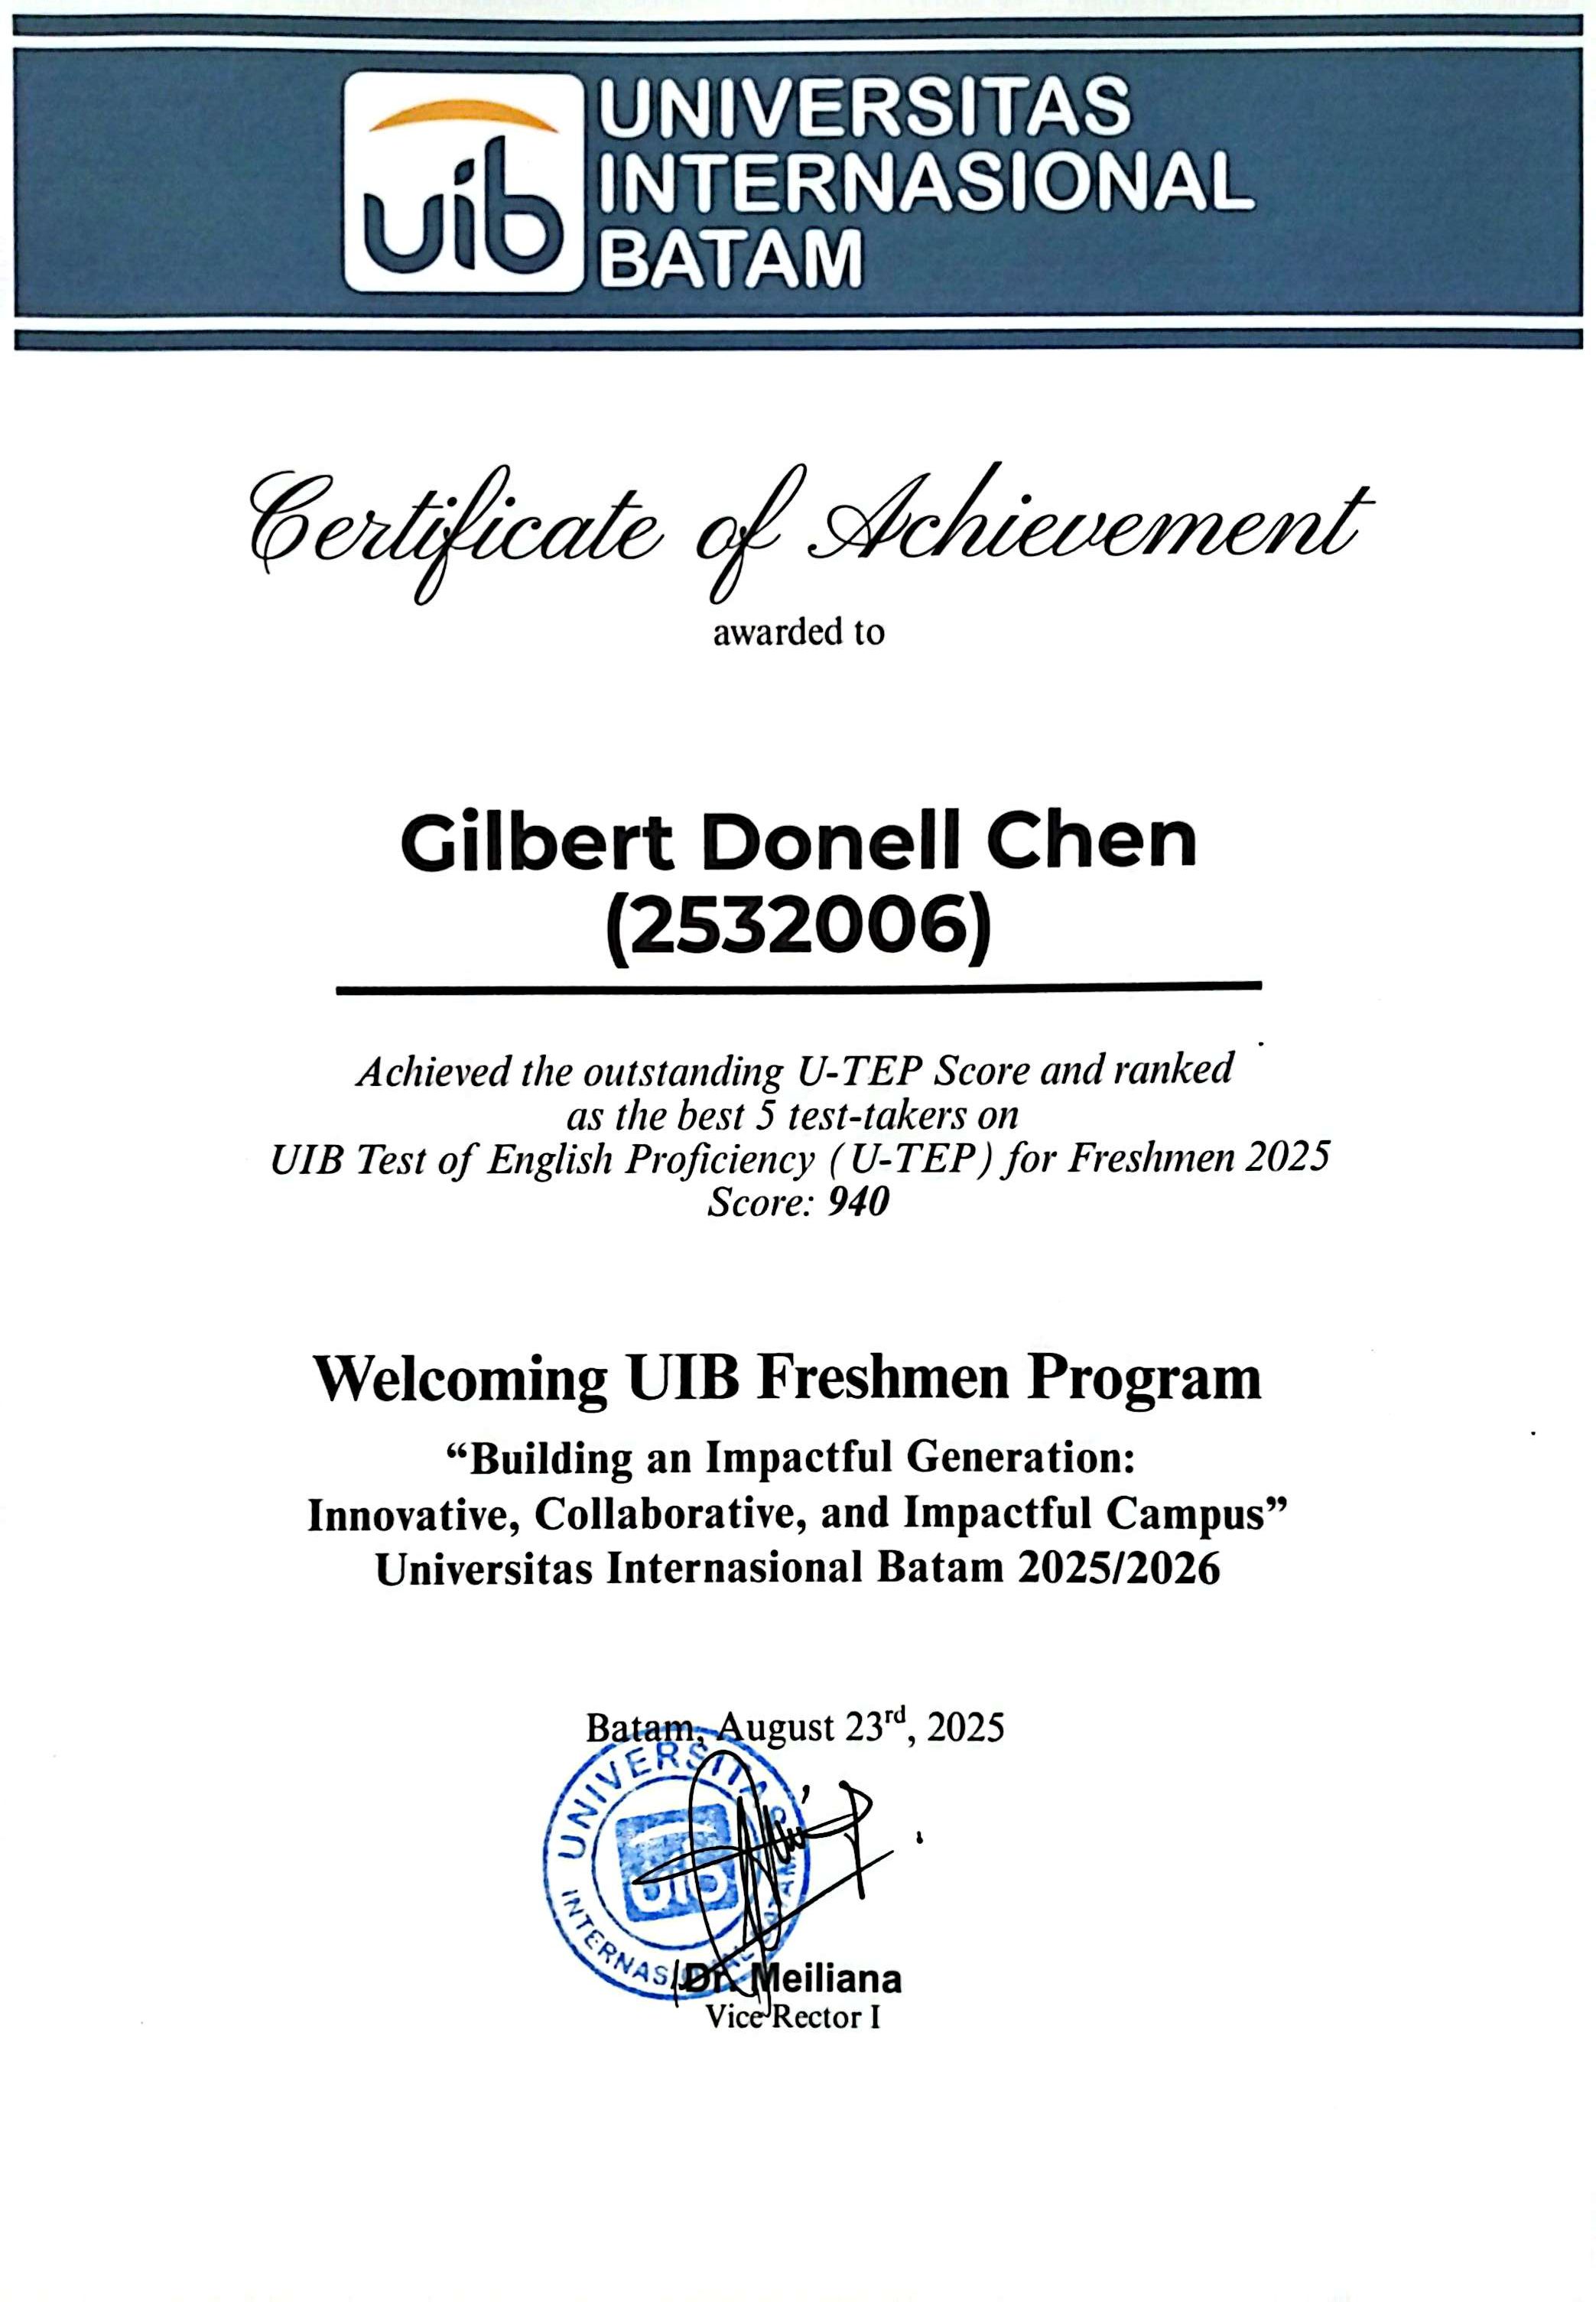 uib
UNIVERSITAS
INTERNASIONAL
BATAM
Certificate of Achievement
awarded to
Gilbert Donell Chen
(2532006)
Achieved the outstanding U-TEP Score and ranked
as the best 5 test-takers on
UIB Test of English Proficiency (U-TEP) for Freshmen 2025
Score: 940
Welcoming UIB Freshmen Program
“Building an Impactful Generation:
Innovative, Collaborative, and Impactful Campus”
Universitas Internasional Batam 2025/2026
Batam, August 23rd, 2025
UNIVERSITAS
INTERNASIONAL BATAM
UIB
Dr. Meiliana
Vice Rector I